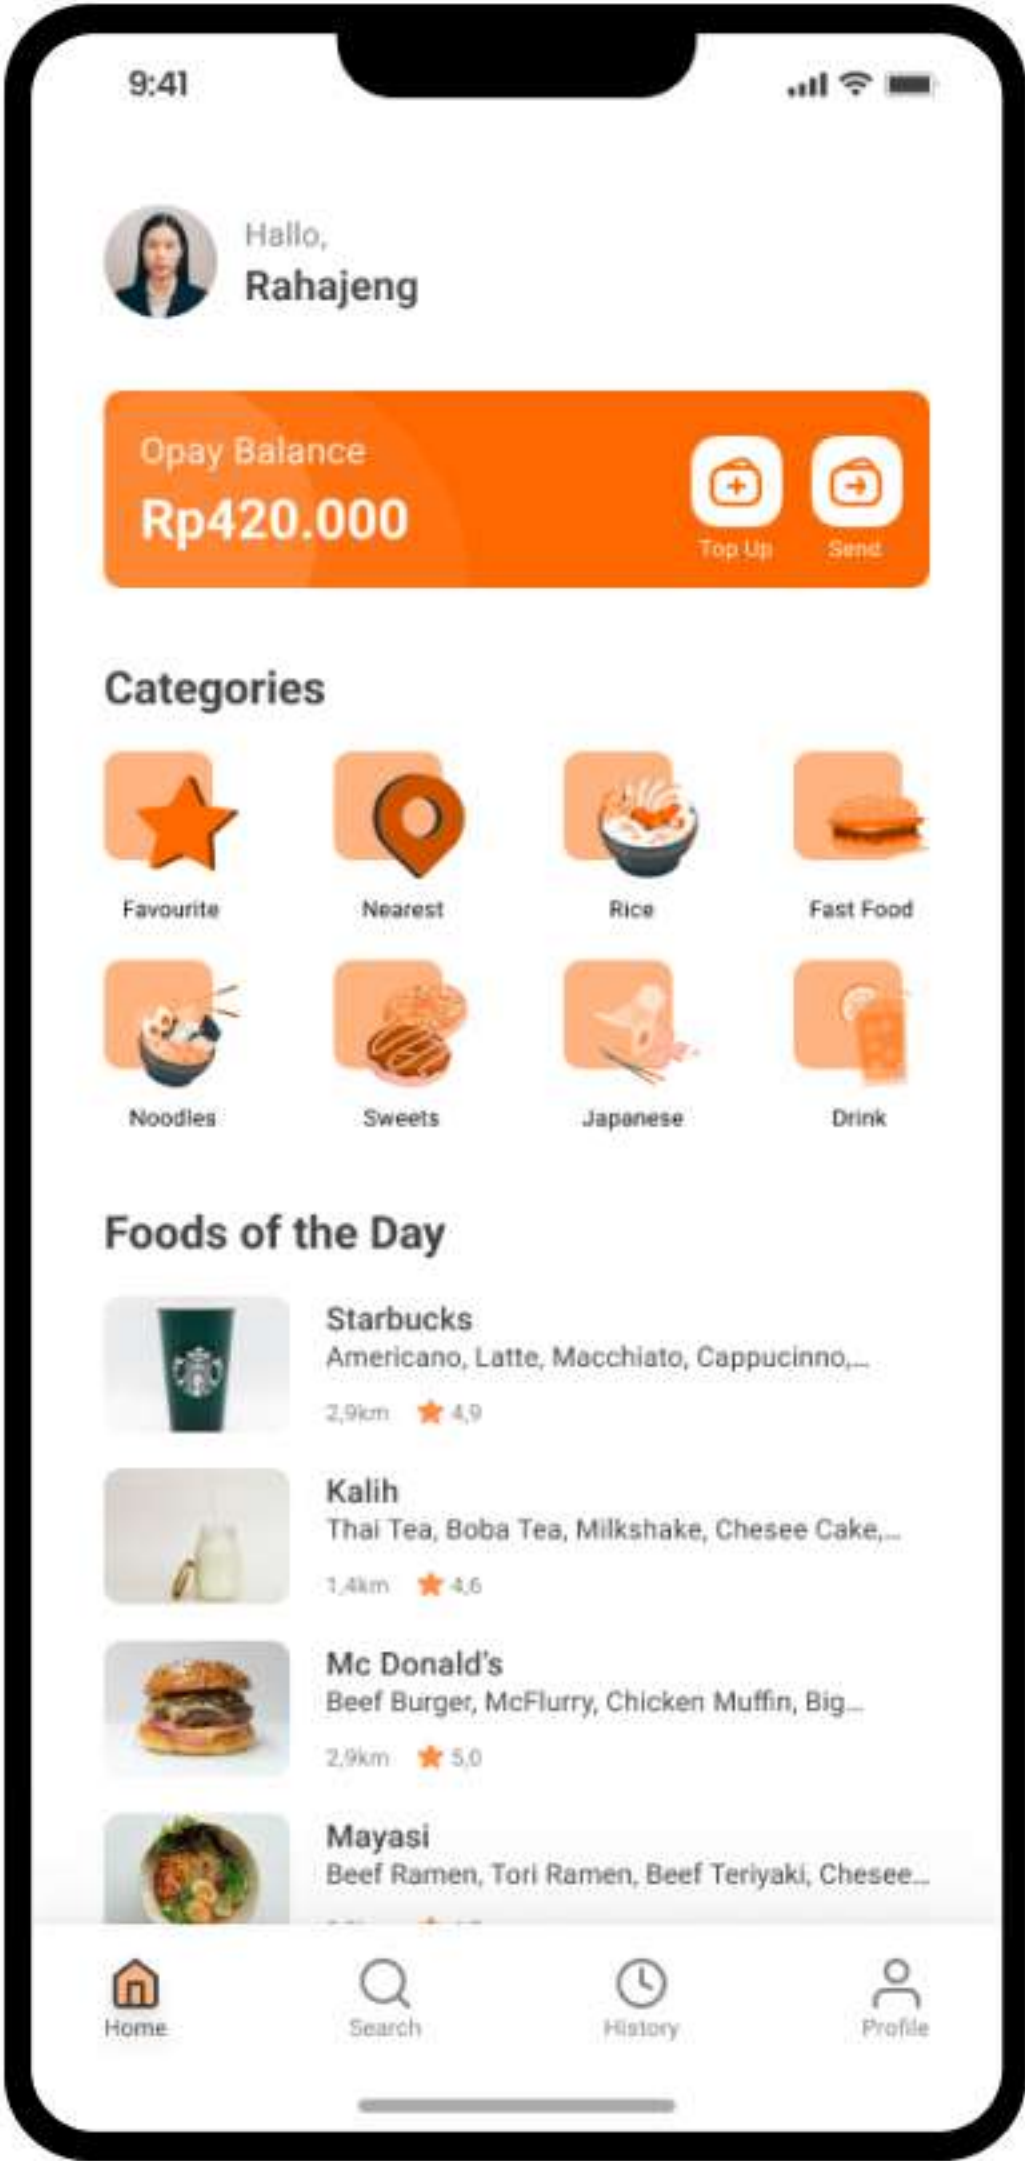 9:41
Hallo,
Rahajeng
Opay Balance
Rp420.000
Top Up
Send
Categories
Favourite
Nearest
Rice
Fast Food
Noodles
Sweets
Japanese
Drink
Foods of the Day
Starbucks
Americano, Latte, Macchiato, Cappucinno,...
2,9km
4,9
Kalih
Thai Tea, Boba Tea, Milkshake, Chesee Cake,...
1,4km
4,6
Mc Donald's
Beef Burger, McFlurry, Chicken Muffin, Big...
2,9km
5,0
Mayasi
Beef Ramen, Tori Ramen, Beef Teriyaki, Chesee...
Home
Search
History
Profile